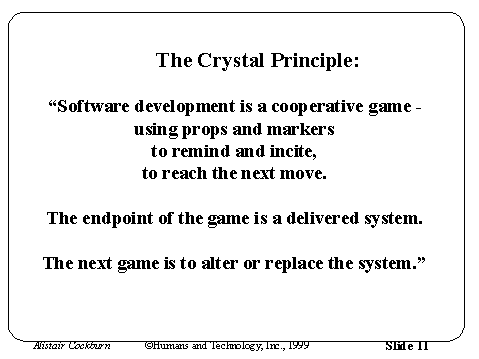 The Crystal Principle:
“Software development is a cooperative game -
using props and markers
to remind and incite,
to reach the next move.
The endpoint of the game is a delivered system.
The next game is to alter or replace the system.”
Alistair Cockburn ©Humans and Technology, Inc., 1999 Slide 11